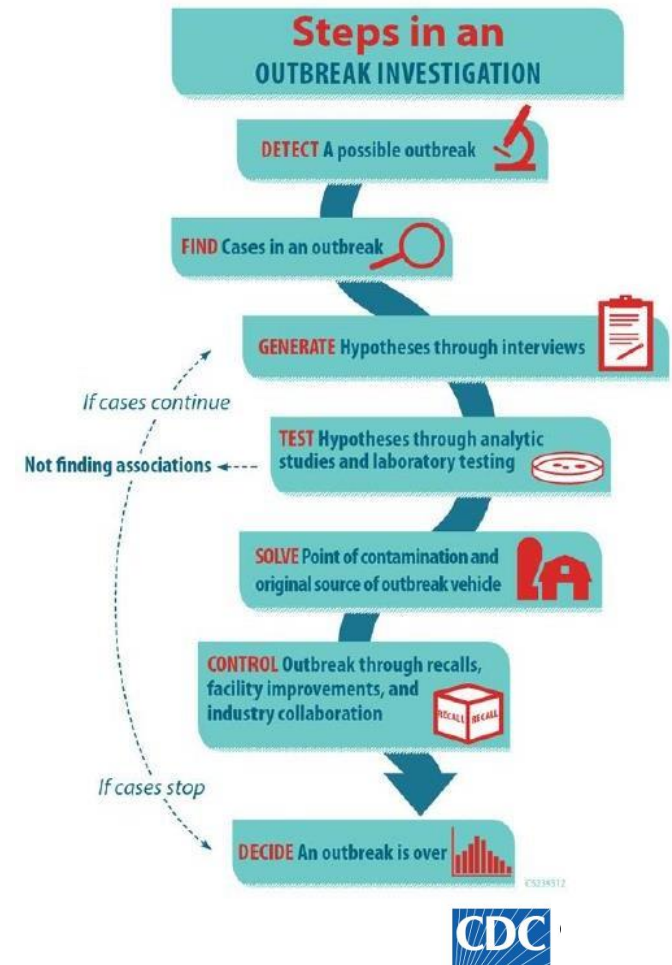 Steps in an
OUTBREAK INVESTIGATION
DETECT A possible outbreak
FIND Cases in an outbreak
GENERATE Hypotheses through interviews
If cases continue
TEST Hypotheses through analytic
studies and laboratory testing
Not finding associations
SOLVE Point of contamination and
original source of outbreak vehicle
CONTROL Outbreak through recalls,
facility improvements, and
industry collaboration
RECALL RECALL
If cases stop
DECIDE An outbreak is over
CDC